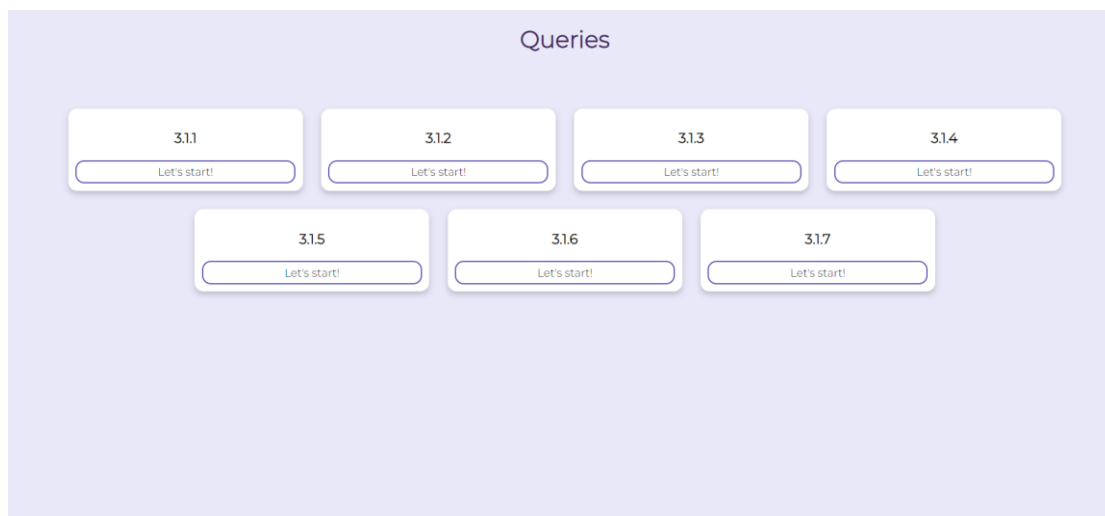 Queries
3.1.1
Let's start!
3.1.2
Let's start!
3.1.3
Let's start!
3.1.4
Let's start!
3.1.5
Let's start!
3.1.6
Let's start!
3.1.7
Let's start!